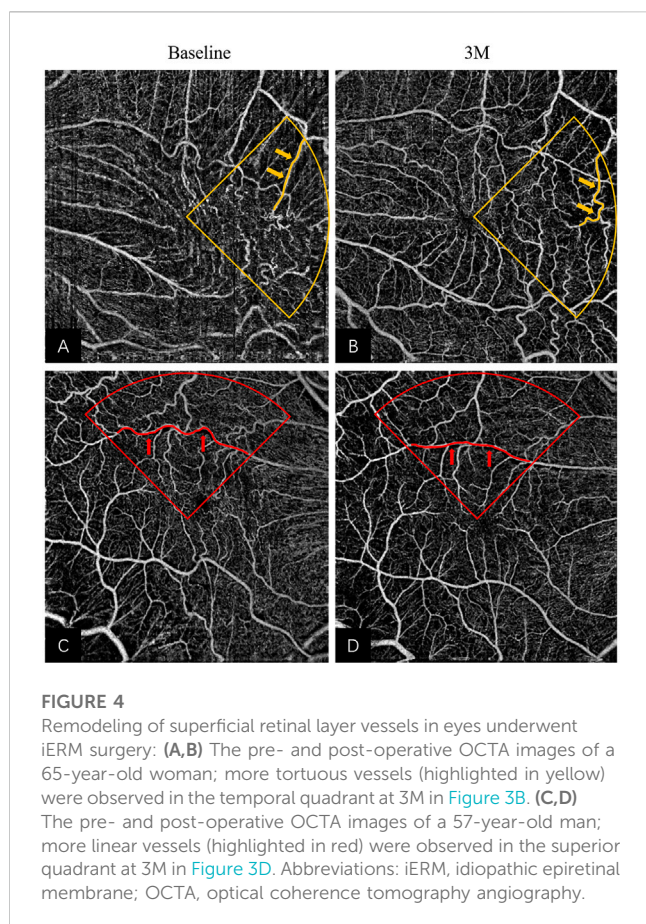 Baseline 3M
A B
C D
FIGURE 4
Remodeling of superficial retinal layer vessels in eyes underwent
iERM surgery: (A,B) The pre- and post-operative OCTA images of a
65-year-old woman; more tortuous vessels (highlighted in yellow)
were observed in the temporal quadrant at 3M in Figure 3B. (C,D)
The pre- and post-operative OCTA images of a 57-year-old man;
more linear vessels (highlighted in red) were observed in the superior
quadrant at 3M in Figure 3D. Abbreviations: iERM, idiopathic epiretinal
membrane; OCTA, optical coherence tomography angiography.